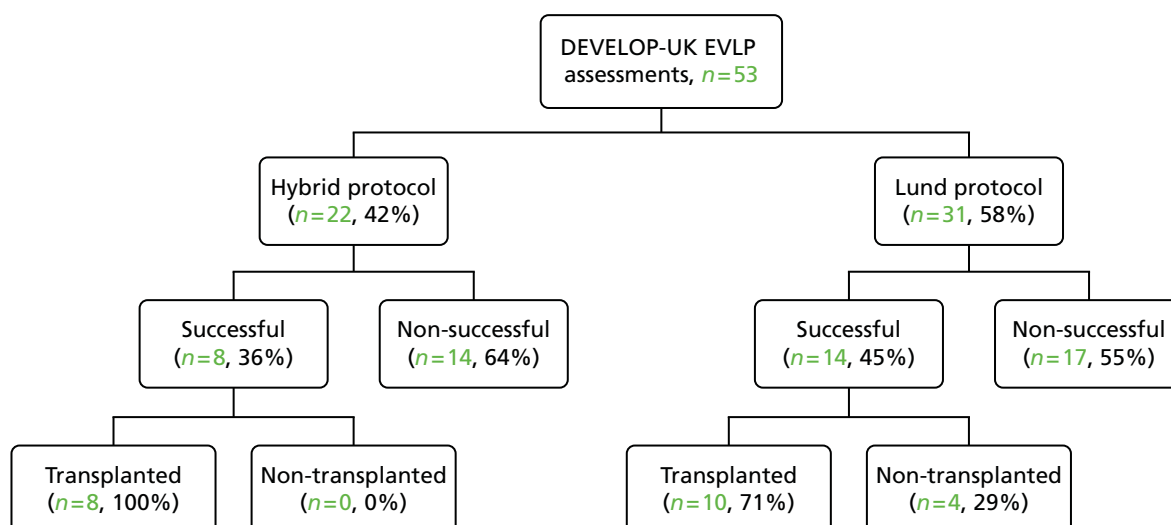 DEVELOP-UK EVLP
assessments, n=53
Hybrid protocol
(n=22, 42%)
Lund protocol
(n=31, 58%)
Successful
(n=8, 36%)
Non-successful
(n=14, 64%)
Successful
(n=14, 45%)
Non-successful
(n=17, 55%)
Transplanted
(n=8, 100%)
Non-transplanted
(n=0, 0%)
Transplanted
(n=10, 71%)
Non-transplanted
(n=4, 29%)